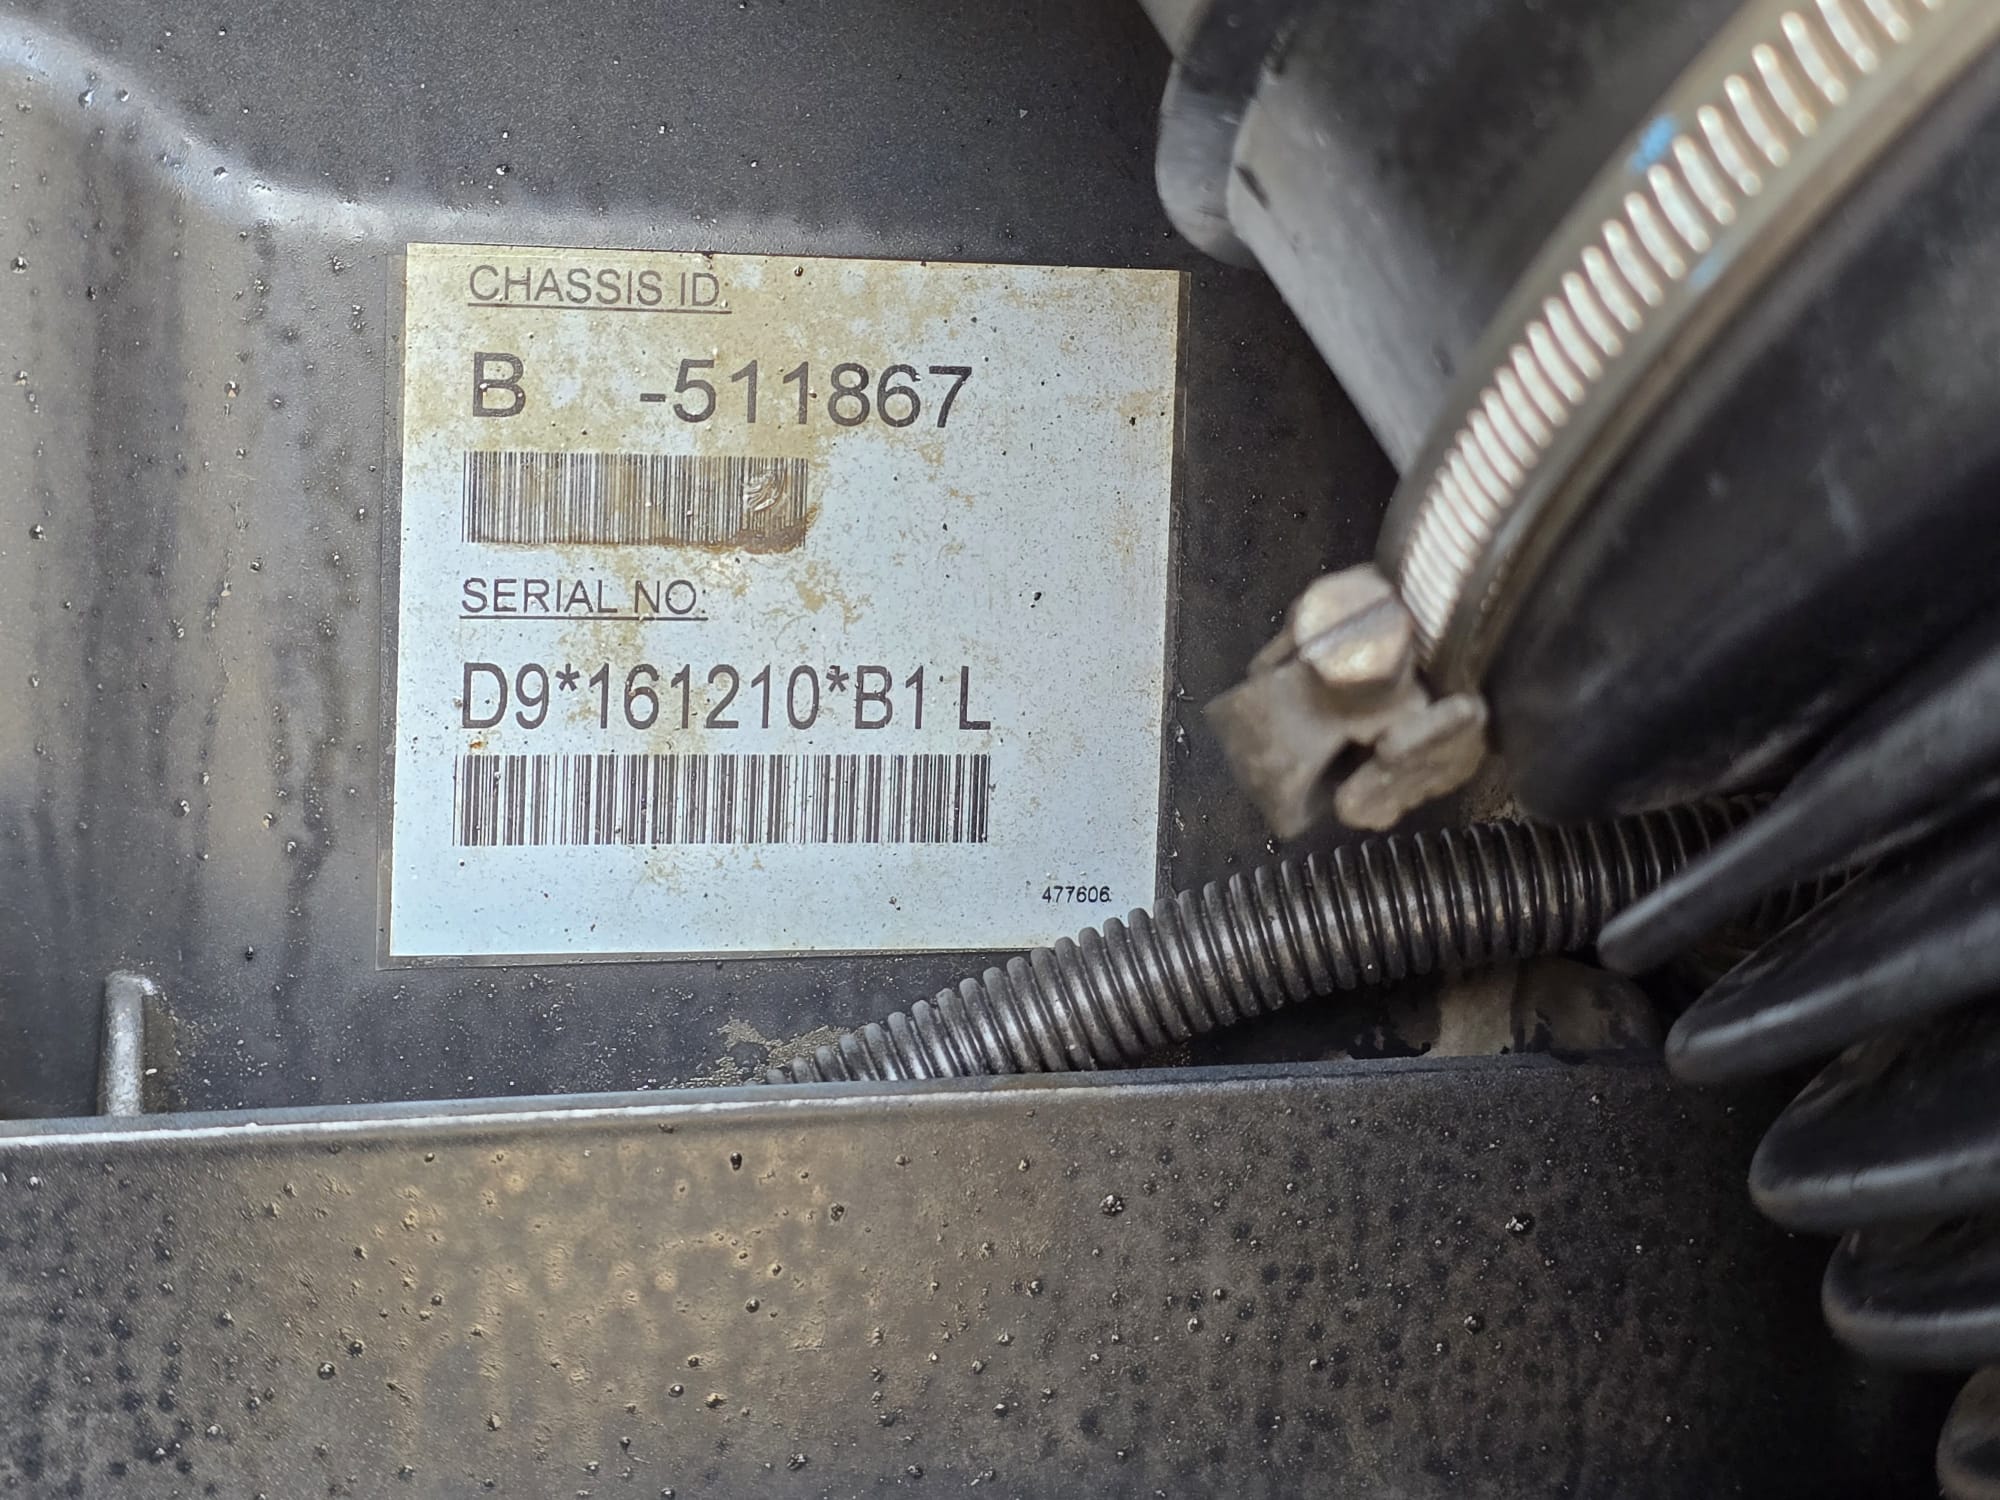 CHASSIS ID:
B -511867
SERIAL NO:
D9*161210*B1 L
477606